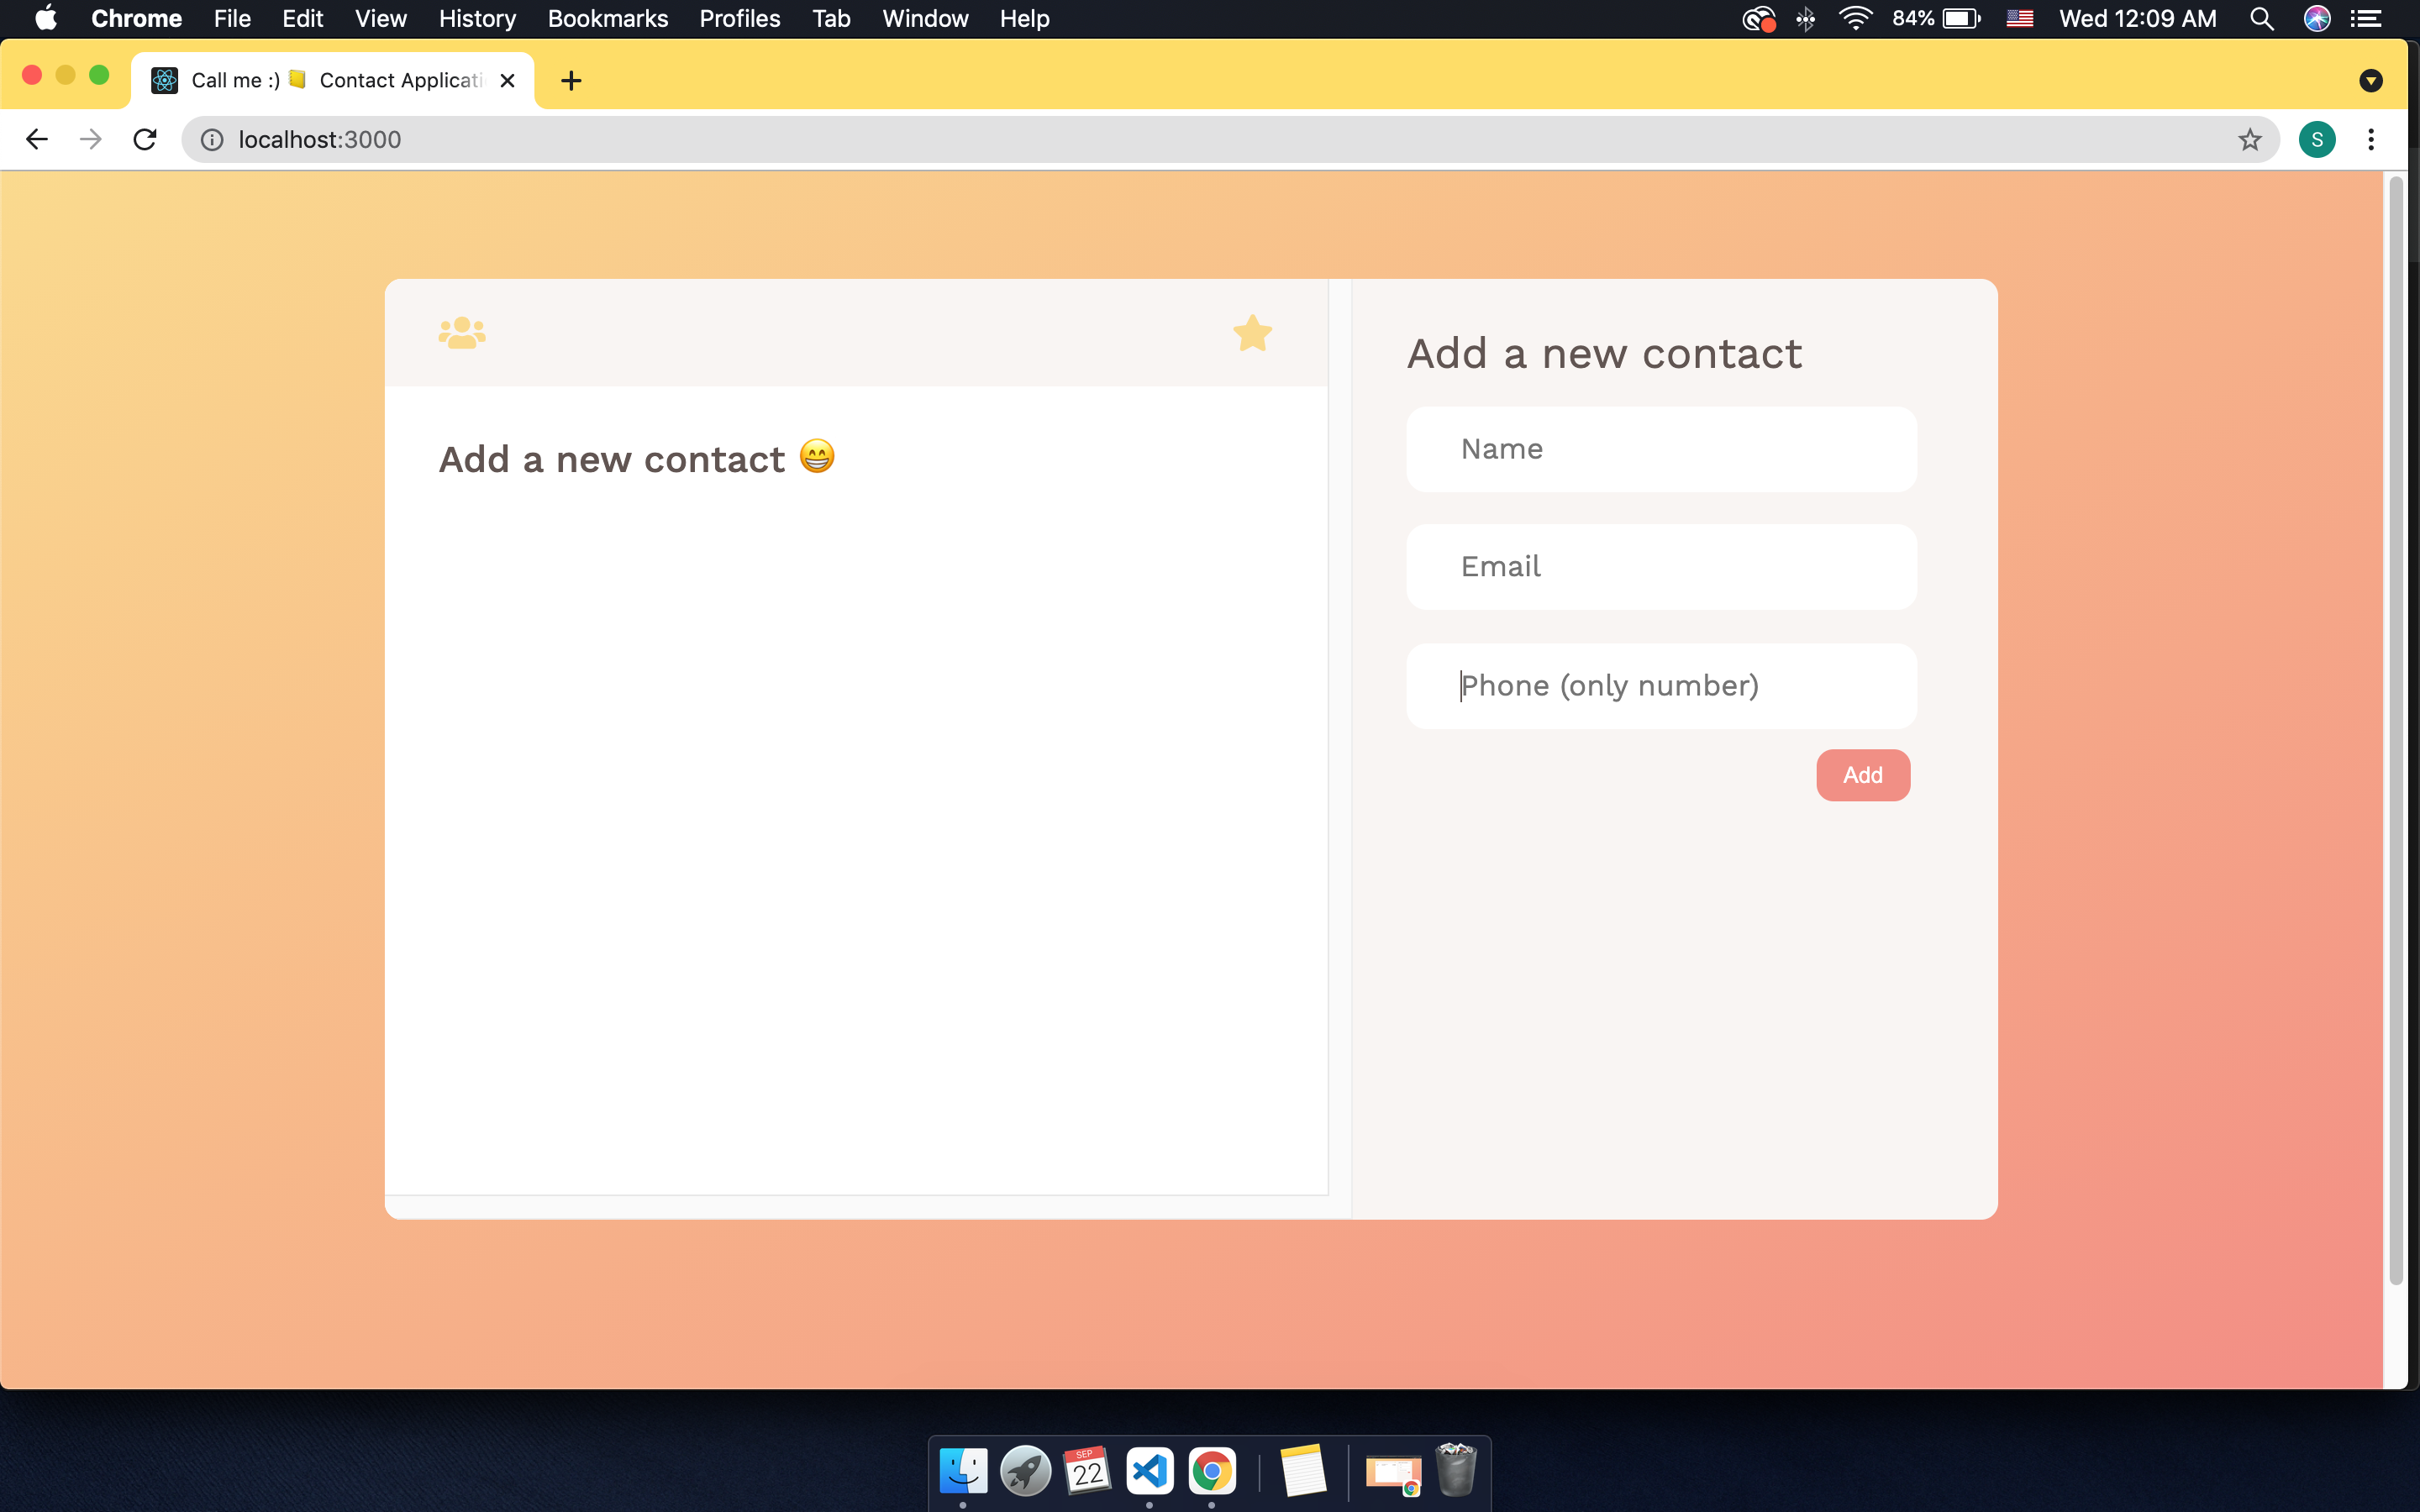 Chrome File Edit View History Bookmarks Profiles Tab Window Help 84% Wed 12:09 AM
Call me :) 📒 Contact Applicati
localhost:3000
S
Add a new contact
Add a new contact 😁
Name
Email
Phone (only number)
Add
SEP
22